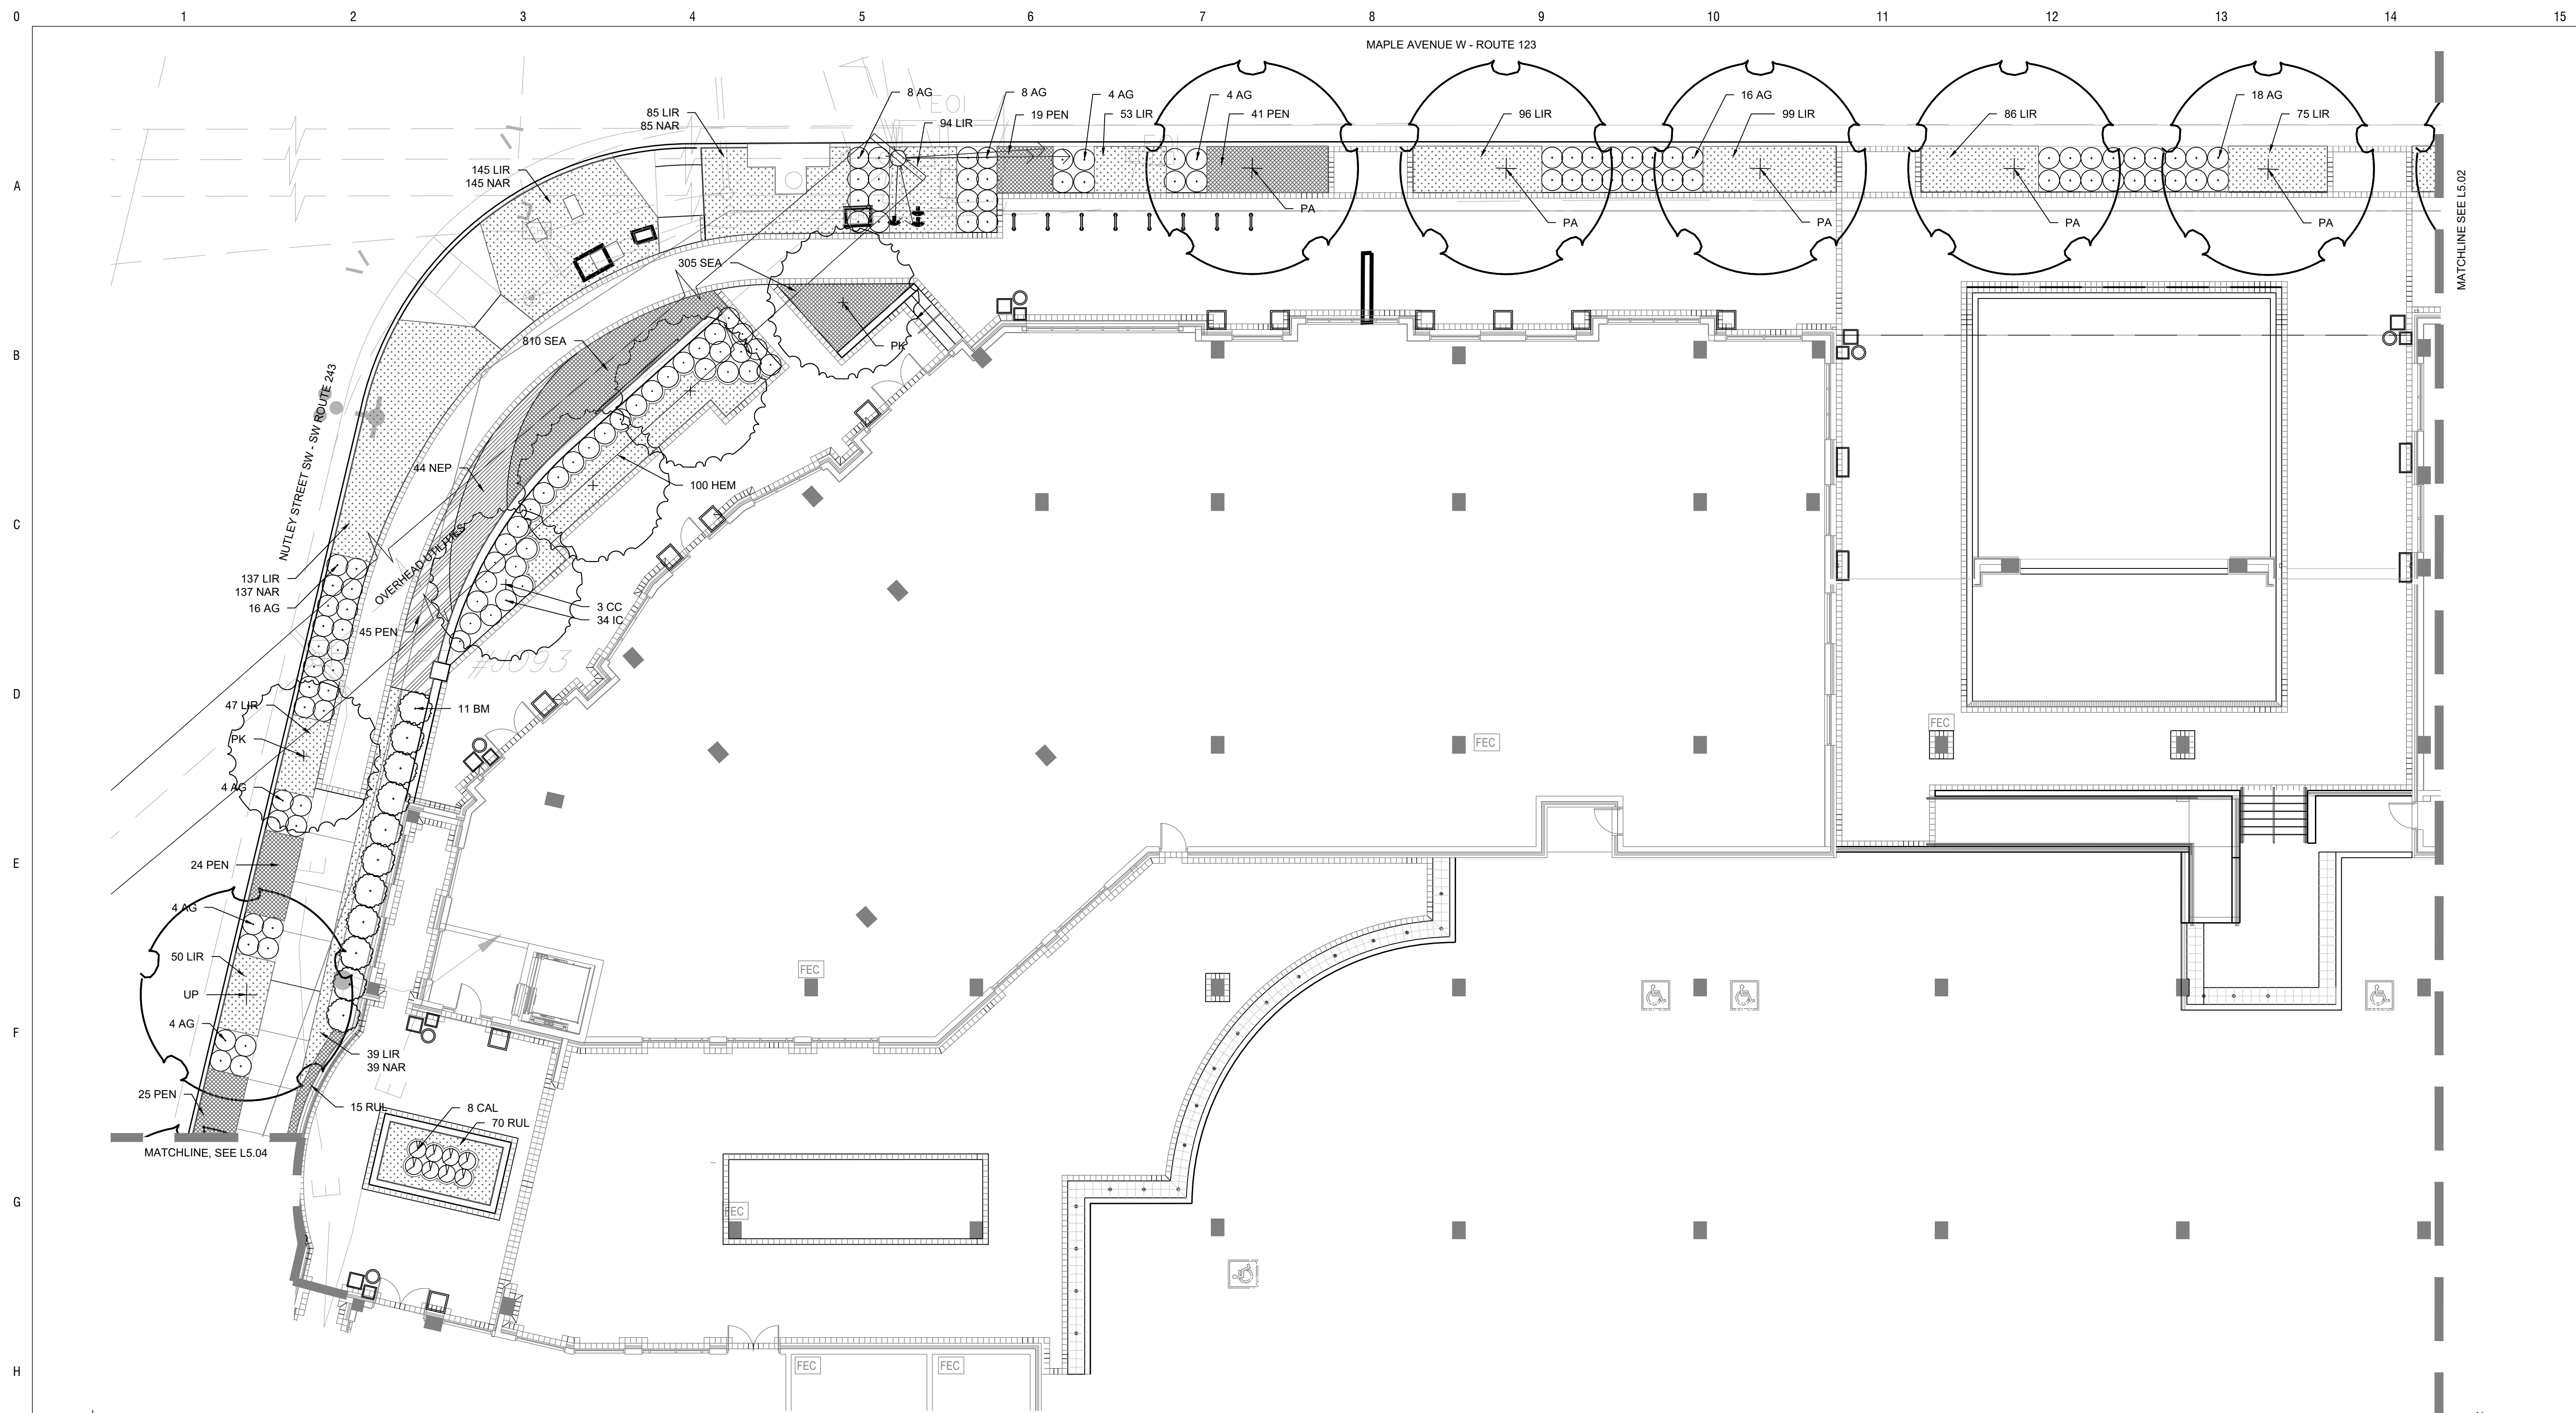 0 1 2 3 4 5 6 7 8 9 10 11 12 13 14 15
MAPLE AVENUE W - ROUTE 123
8 AG
8 AG
4 AG
4 AG
16 AG
18 AG
85 LIR
85 NAR
EOI
94 LIR
19 PEN
53 LIR
41 PEN
96 LIR
99 LIR
86 LIR
75 LIR
EOI
145 LIR
145 NAR
A
MATCHLINE SEE L5.02
PA
PA
PA
PA
PA
305 SEA
810 SEA
PK
B
NUTLEY STREET SW - SW ROUTE 243
44 NEP
100 HEM
C
OVERHEAD UTILITIES
137 LIR
137 NAR
16 AG
3 CC
34 IC
45 PEN
D
47 LIR
11 BM
PK
FEC
FEC
4 AG
E
24 PEN
4 AG
50 LIR
FEC
UP
4 AG
F
39 LIR
39 NAR
25 PEN
15 RUL
8 CAL
70 RUL
MATCHLINE, SEE L5.04
G
FEC
H
FEC
FEC